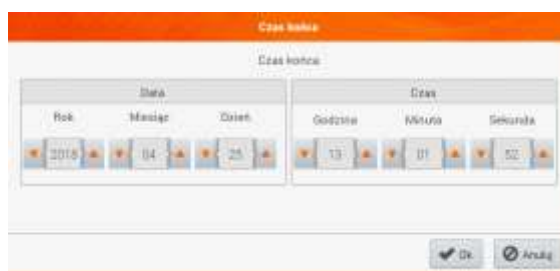 Czas końca
Czas końca
Data
Czas
Rok Miesiąc Dzień
Godzina Minuta Sekunda
2018 04 25
13 01 52
Ok Anuluj